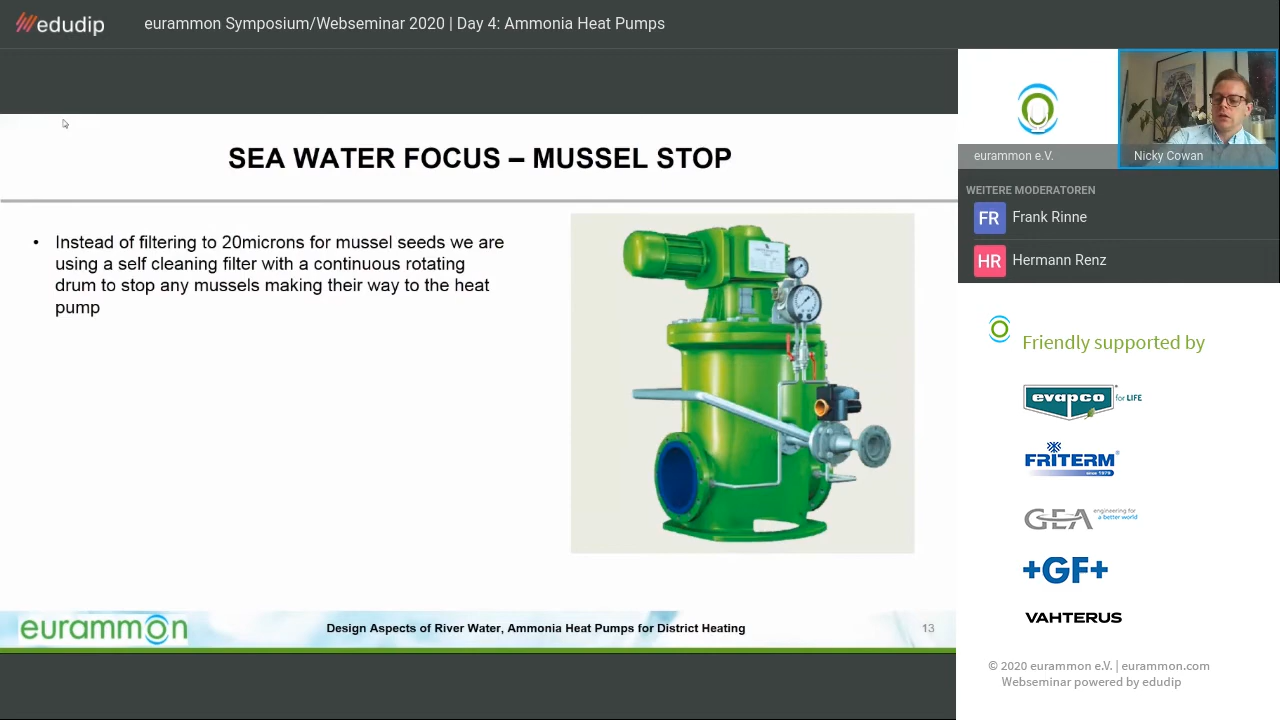 edudip
eurammon Symposium/Webseminar 2020 | Day 4: Ammonia Heat Pumps
SEA WATER FOCUS – MUSSEL STOP
• Instead of filtering to 20microns for mussel seeds we are
using a self cleaning filter with a continuous rotating
drum to stop any mussels making their way to the heat
pump
eurammon
Design Aspects of River Water, Ammonia Heat Pumps for District Heating
13
eurammon e.V.
Nicky Cowan
WEITERE MODERATOREN
FR
Frank Rinne
HR
Hermann Renz
Friendly supported by
evapco for LIFE
FRITERM
since 1979
GEA engineering for
a better world
+GF+
VAHTERUS
© 2020 eurammon e.V. | eurammon.com
Webseminar powered by edudip